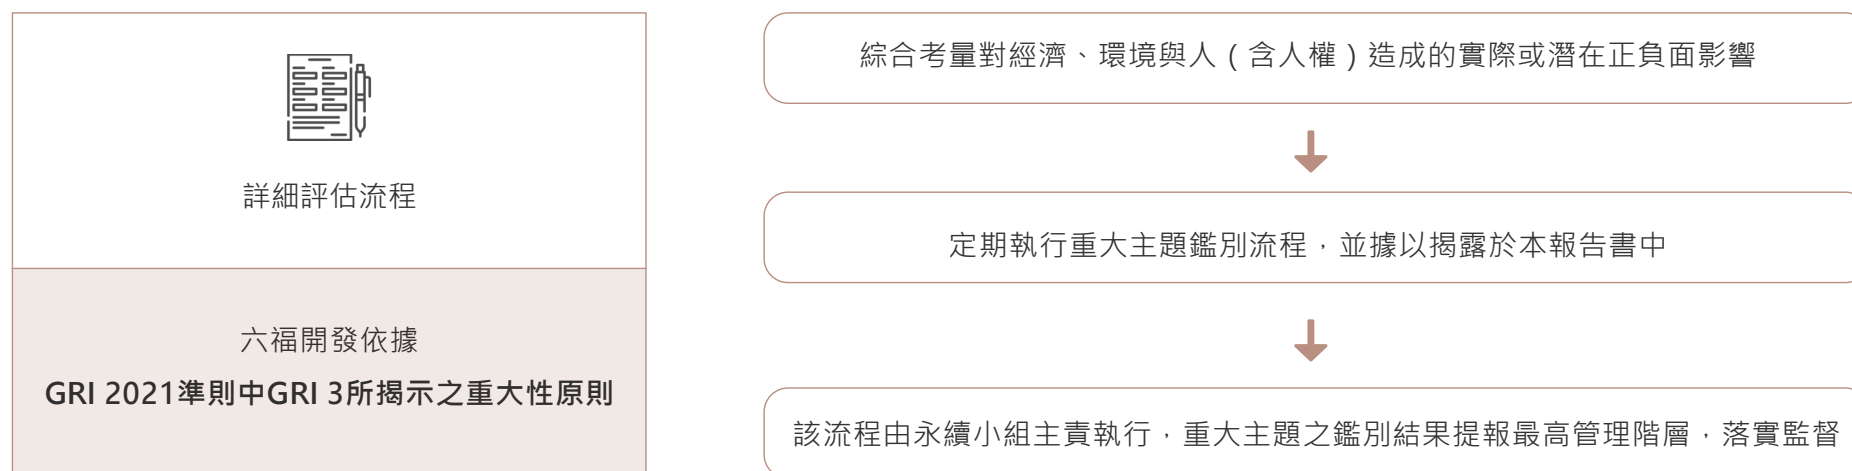 詳細評估流程
六福開發依據
GRI 2021準則中GRI 3所揭示之重大性原則
綜合考量對經濟、環境與人（含人權）造成的實際或潛在正負面影響
定期執行重大主題鑑別流程，並據以揭露於本報告書中
該流程由永續小組主責執行，重大主題之鑑別結果提報最高管理階層，落實監督